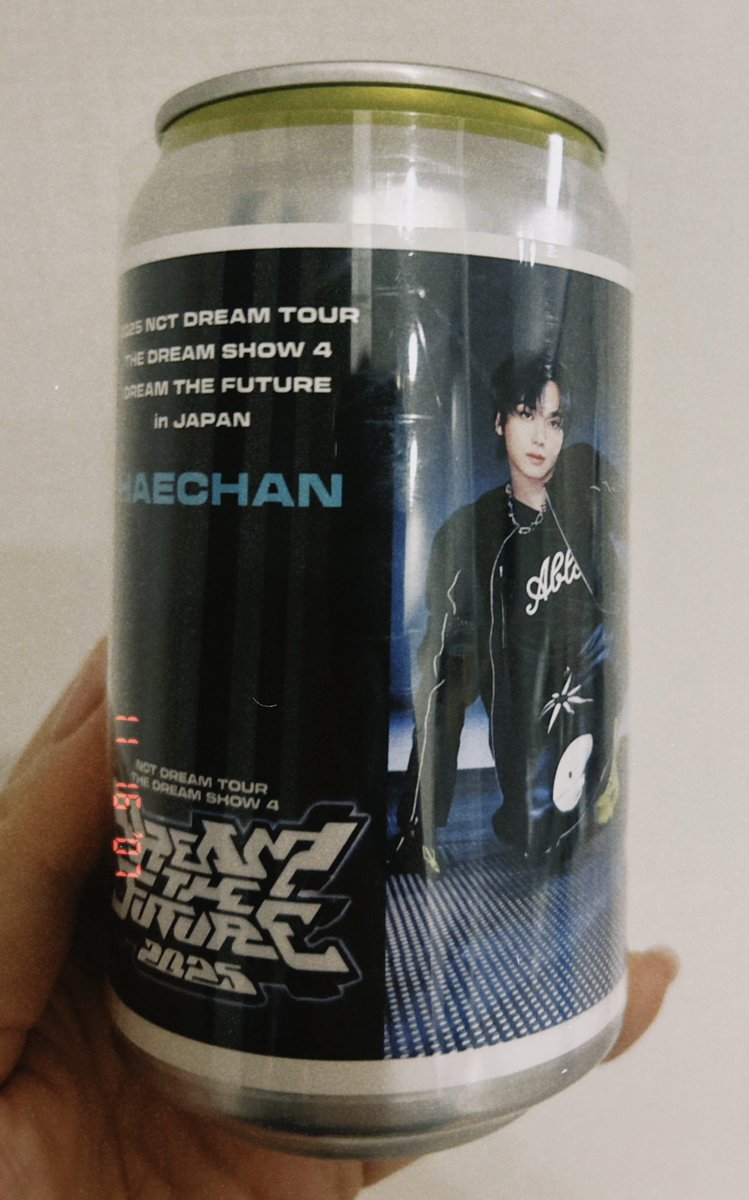 2025 NCT DREAM TOUR
THE DREAM SHOW 4
DREAM THE FUTURE
in JAPAN
HAECHAN
NCT DREAM TOUR
THE DREAM SHOW 4
DREAM
THE
FUTURE
2025